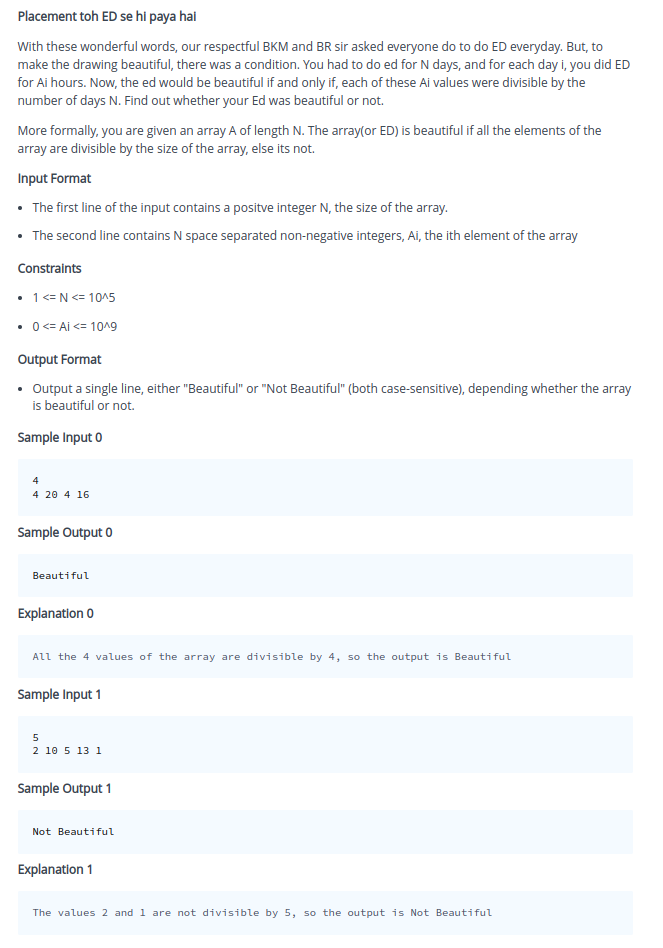 Placement toh ED se hi paya hai
With these wonderful words, our respectful BKM and BR sir asked everyone do to do ED everyday. But, to
make the drawing beautiful, there was a condition. You had to do ed for N days, and for each day i, you did ED
for Ai hours. Now, the ed would be beautiful if and only if, each of these Ai values were divisible by the
number of days N. Find out whether your Ed was beautiful or not.
More formally, you are given an array A of length N. The array(or ED) is beautiful if all the elements of the
array are divisible by the size of the array, else its not.
Input Format
• The first line of the input contains a positve integer N, the size of the array.
• The second line contains N space separated non-negative integers, Ai, the ith element of the array
Constraints
• 1 <= N <= 10^5
• 0 <= Ai <= 10^9
Output Format
• Output a single line, either "Beautiful" or "Not Beautiful" (both case-sensitive), depending whether the array
is beautiful or not.
Sample Input 0
4
4 20 4 16
Sample Output 0
Beautiful
Explanation 0
All the 4 values of the array are divisible by 4, so the output is Beautiful
Sample Input 1
5
2 10 5 13 1
Sample Output 1
Not Beautiful
Explanation 1
The values 2 and 1 are not divisible by 5, so the output is Not Beautiful